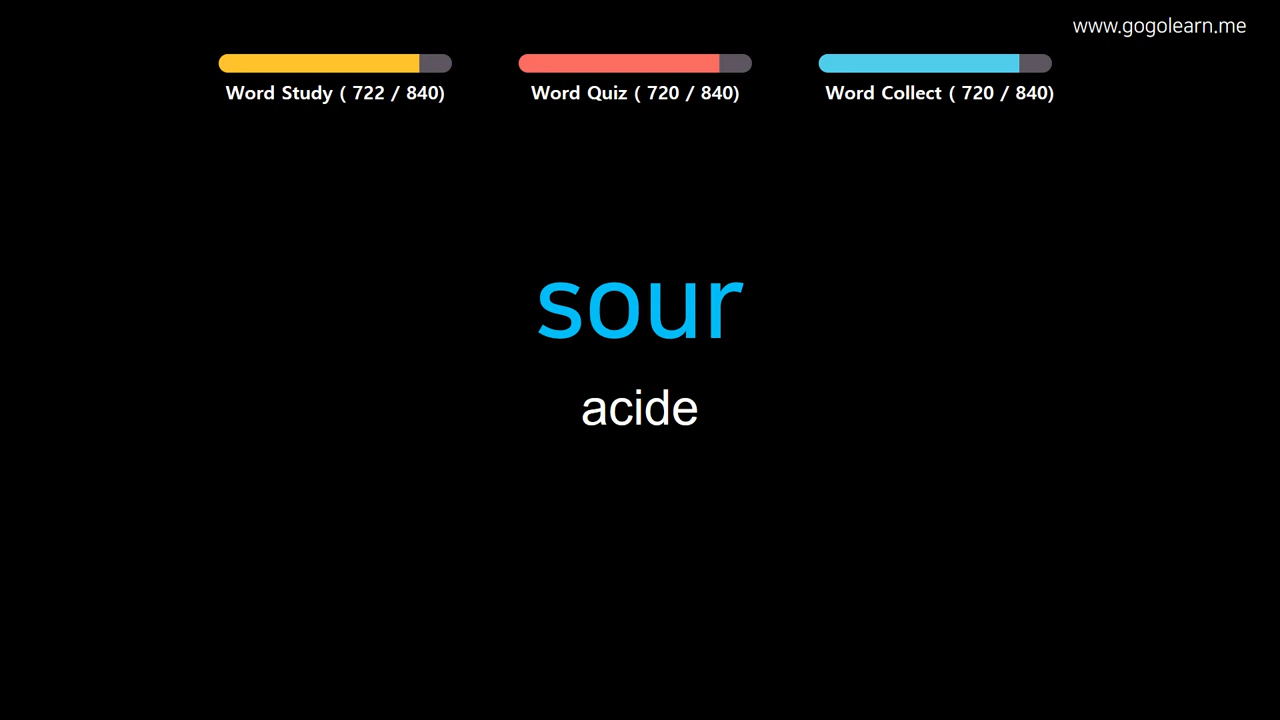 www.gogolearn.me
Word Study ( 722 / 840)
Word Quiz ( 720 / 840)
Word Collect ( 720 / 840)
sour
acide